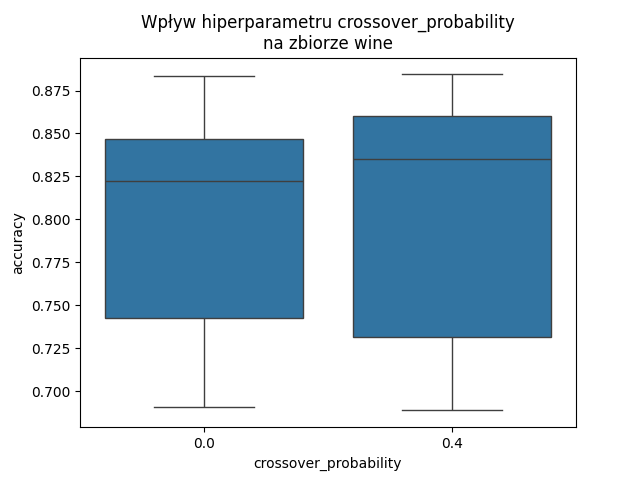 Wpływ hiperparametru crossover_probability
na zbiorze wine
0.875
0.850
0.825
0.800
0.775
0.750
0.725
0.700
accuracy
0.0 0.4
crossover_probability